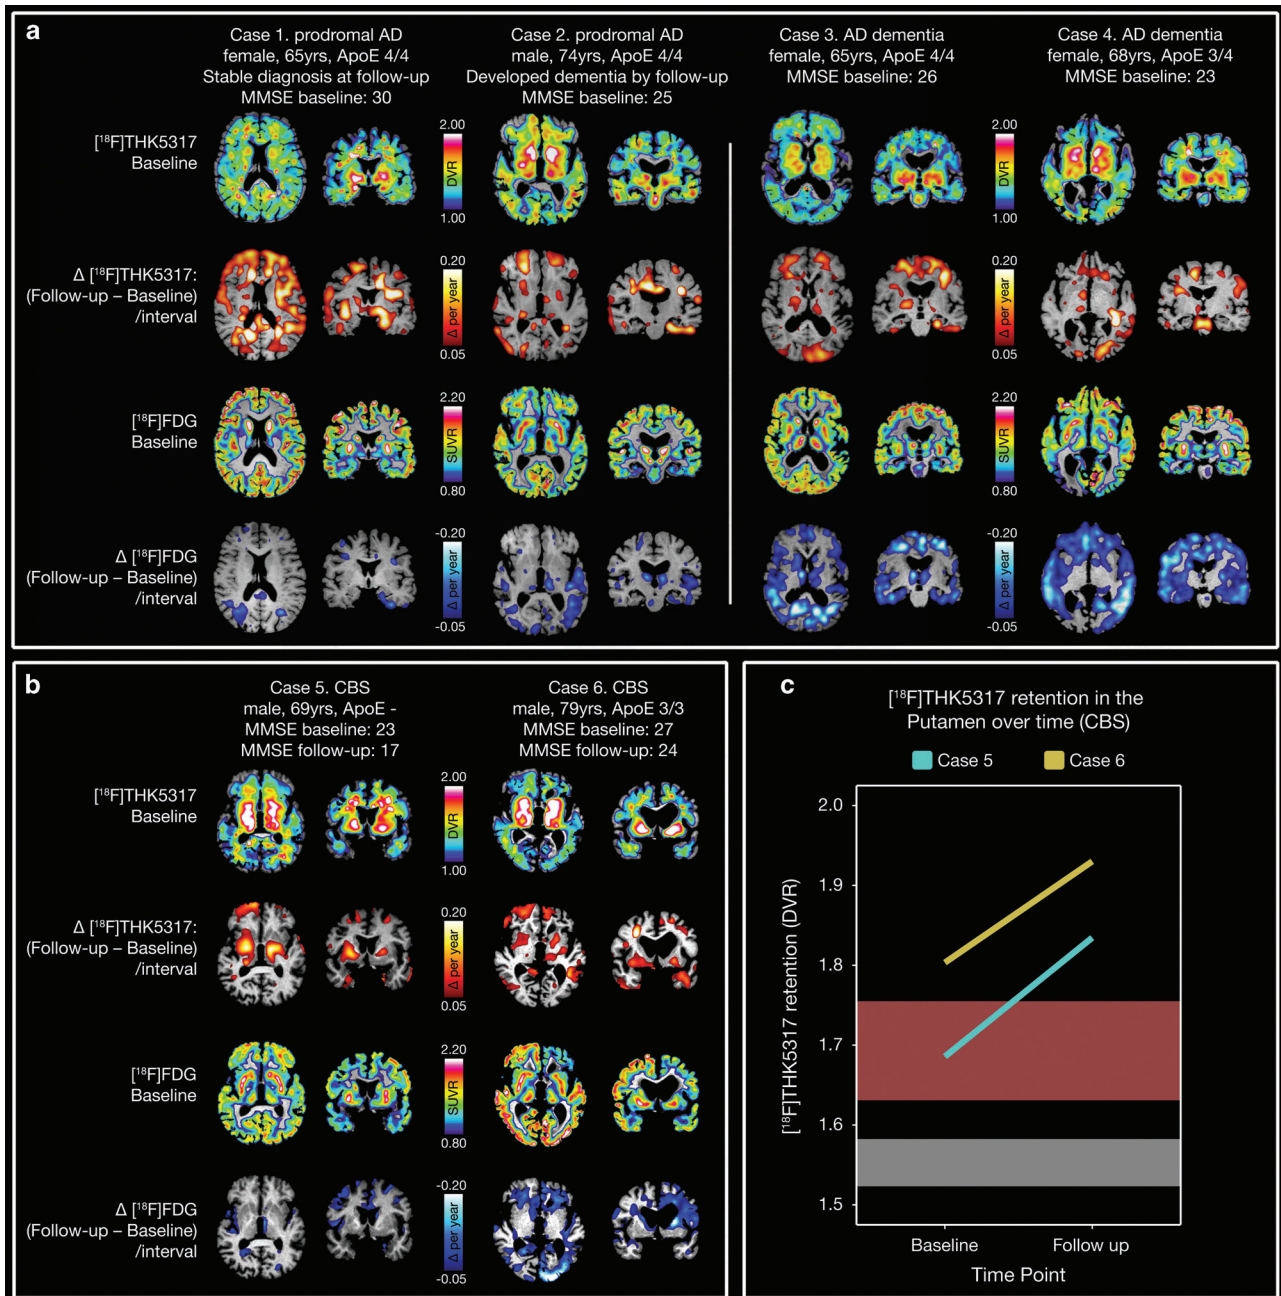 a
Case 1. prodromal AD
female, 65yrs, ApoE 4/4
Stable diagnosis at follow-up
MMSE baseline: 30
Case 2. prodromal AD
male, 74yrs, ApoE 4/4
Developed dementia by follow-up
MMSE baseline: 25
Case 3. AD dementia
female, 65yrs, ApoE 4/4
MMSE baseline: 26
Case 4. AD dementia
female, 68yrs, ApoE 3/4
MMSE baseline: 23
[¹⁸F]THK5317
Baseline
2.00
DVR
1.00
2.00
DVR
1.00
Δ [¹⁸F]THK5317:
(Follow-up – Baseline)
/interval
0.20
Δ per year
0.05
0.20
Δ per year
0.05
[¹⁸F]FDG
Baseline
2.20
SUVR
0.80
2.20
SUVR
0.80
Δ [¹⁸F]FDG
(Follow-up – Baseline)
/interval
-0.20
Δ per year
-0.05
-0.20
Δ per year
-0.05
b
Case 5. CBS
male, 69yrs, ApoE -
MMSE baseline: 23
MMSE follow-up: 17
Case 6. CBS
male, 79yrs, ApoE 3/3
MMSE baseline: 27
MMSE follow-up: 24
[¹⁸F]THK5317
Baseline
2.00
DVR
1.00
Δ [¹⁸F]THK5317:
(Follow-up – Baseline)
/interval
0.20
Δ per year
0.05
[¹⁸F]FDG
Baseline
2.20
SUVR
0.80
Δ [¹⁸F]FDG
(Follow-up – Baseline)
/interval
-0.20
Δ per year
-0.05
c
[¹⁸F]THK5317 retention in the
Putamen over time (CBS)
Case 5
Case 6
[¹⁸F]THK5317 retention (DVR)
2.0
1.9
1.8
1.7
1.6
1.5
Baseline
Follow up
Time Point